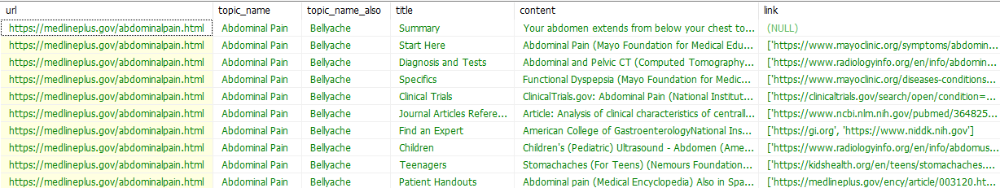 url topic_name topic_name_also title content link
https://medlineplus.gov/abdominalpain.html Abdominal Pain Bellyache Summary Your abdomen extends from below your chest to... (NULL)
https://medlineplus.gov/abdominalpain.html Abdominal Pain Bellyache Start Here Abdominal Pain (Mayo Foundation for Medical Edu... ['https://www.mayoclinic.org/symptoms/abdomin...
https://medlineplus.gov/abdominalpain.html Abdominal Pain Bellyache Diagnosis and Tests Abdominal and Pelvic CT (Computed Tomography... ['https://www.radiologyinfo.org/en/info/abdomin...
https://medlineplus.gov/abdominalpain.html Abdominal Pain Bellyache Specifics Functional Dyspepsia (Mayo Foundation for Medic... ['https://www.mayoclinic.org/diseases-conditions...
https://medlineplus.gov/abdominalpain.html Abdominal Pain Bellyache Clinical Trials ClinicalTrials.gov: Abdominal Pain (National Institut... ['https://clinicaltrials.gov/search/open/condition=...
https://medlineplus.gov/abdominalpain.html Abdominal Pain Bellyache Journal Articles Refere... Article: Analysis of clinical characteristics of centrall... ['https://www.ncbi.nlm.nih.gov/pubmed/364825...
https://medlineplus.gov/abdominalpain.html Abdominal Pain Bellyache Find an Expert American College of GastroenterologyNational Ins... ['https://gi.org', 'https://www.niddk.nih.gov']
https://medlineplus.gov/abdominalpain.html Abdominal Pain Bellyache Children Children's (Pediatric) Ultrasound - Abdomen (Ame... ['https://www.radiologyinfo.org/en/info/abdomus...
https://medlineplus.gov/abdominalpain.html Abdominal Pain Bellyache Teenagers Stomachaches (For Teens) (Nemours Foundation... ['https://kidshealth.org/en/teens/stomachaches....
https://medlineplus.gov/abdominalpain.html Abdominal Pain Bellyache Patient Handouts Abdominal pain (Medical Encyclopedia) Also in Spa... ['https://medlineplus.gov/ency/article/003120.ht...